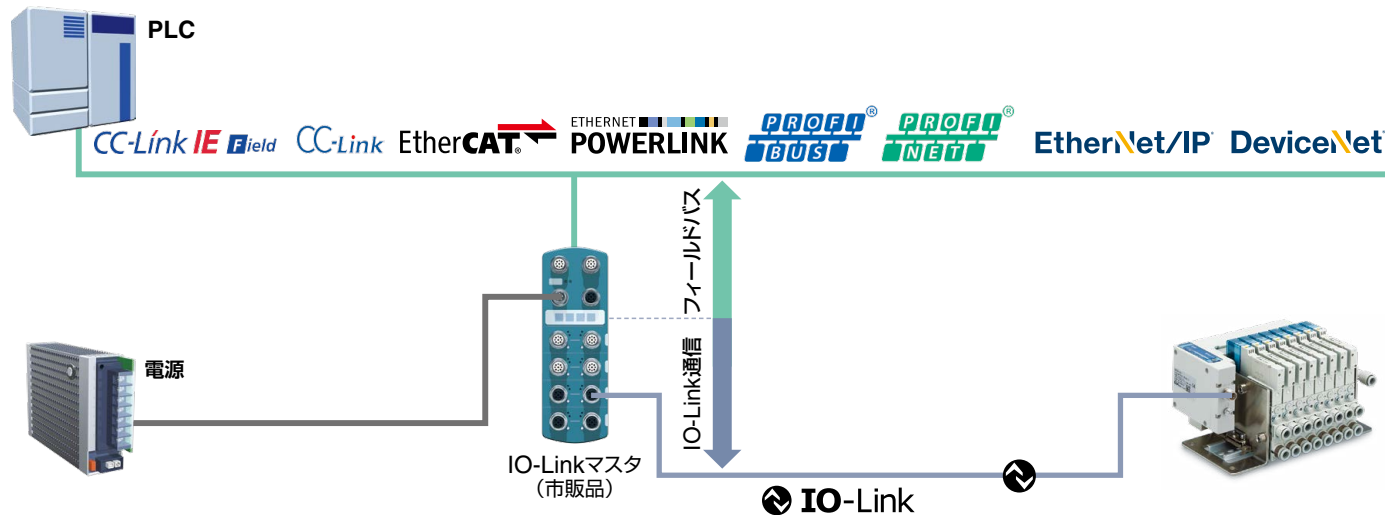 PLC
CC-Link IE Field
CC-Link
EtherCAT®
ETHERNET
POWERLINK
PROFI®
BUS
PROFI®
NET
EtherNet/IP
DeviceNet
フィールドバス
IO-Link通信
電源
IO-Linkマスタ
（市販品）
IO-Link